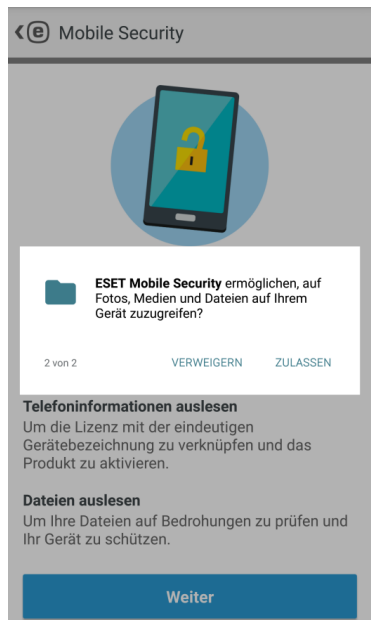 Mobile Security
ESET Mobile Security ermöglichen, auf
Fotos, Medien und Dateien auf Ihrem
Gerät zuzugreifen?
2 von 2
VERWEIGERN
ZULASSEN
Telefoninformationen auslesen
Um die Lizenz mit der eindeutigen
Gerätebezeichnung zu verknüpfen und das
Produkt zu aktivieren.
Dateien auslesen
Um Ihre Dateien auf Bedrohungen zu prüfen und
Ihr Gerät zu schützen.
Weiter